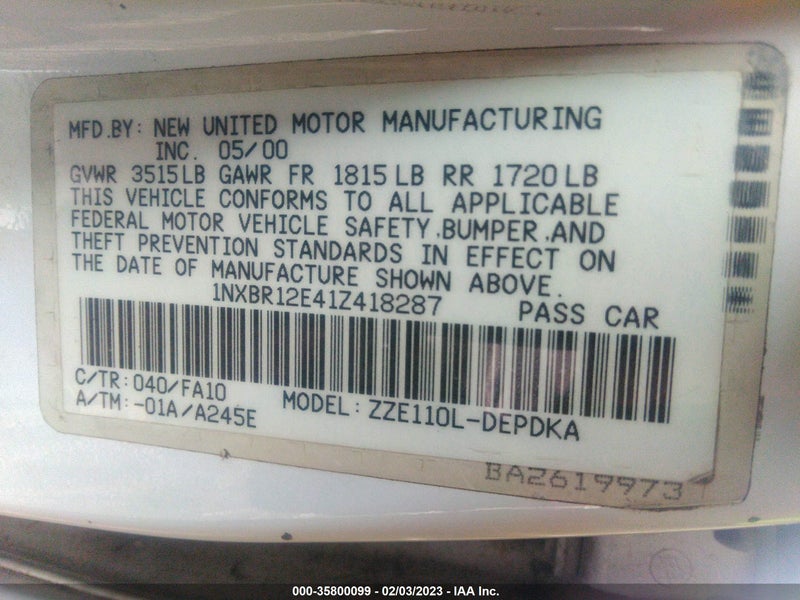 MFD.BY: NEW UNITED MOTOR MANUFACTURING
INC. 05/00
GVWR 3515LB GAWR FR 1815LB RR 1720LB
THIS VEHICLE CONFORMS TO ALL APPLICABLE
FEDERAL MOTOR VEHICLE SAFETY,BUMPER,AND
THEFT PREVENTION STANDARDS IN EFFECT ON
THE DATE OF MANUFACTURE SHOWN ABOVE.
1NXBR12E41Z418287 PASS CAR
C/TR:040/FA10
A/TM:-01A/A245E MODEL:ZZE110L-DEPDKA
BA2619973
000-35800099 - 02/03/2023 - IAA Inc.